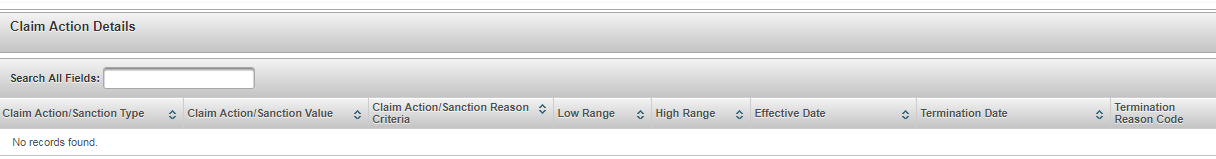 Claim Action Details
Search All Fields:
Claim Action/Sanction Type
Claim Action/Sanction Value
Claim Action/Sanction Reason
Criteria
Low Range
High Range
Effective Date
Termination Date
Termination
Reason Code
No records found.